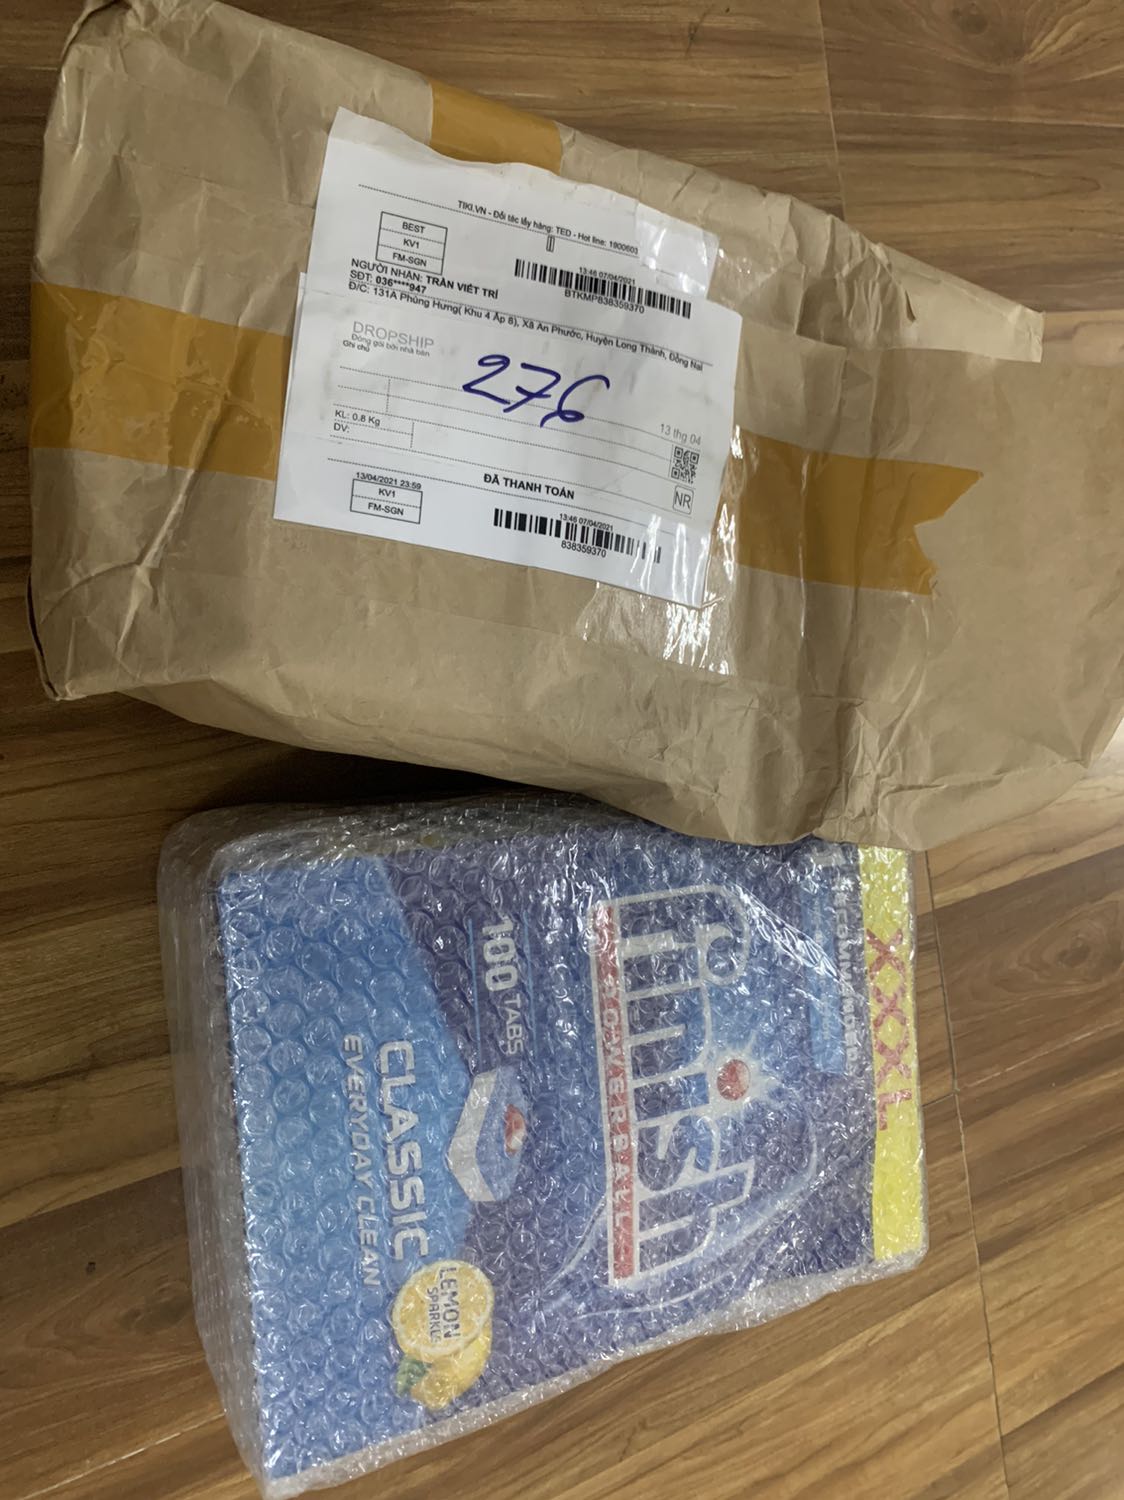 TIKI.VN - Đối tác lấy hàng: TED - Hot line: 1900603
BEST
KV1
FM-SGN
13:46 07/04/2021
BTKMP838359370
NGƯỜI NHẬN: TRẦN VIẾT TRÍ
SĐT: 036****947
Đ/C: 131A Phùng Hưng( Khu 4 Ấp 8), Xã An Phước, Huyện Long Thành, Đồng Nai
DROPSHIP
Đóng gói bởi nhà bán
Ghi chú
276
13 thg 04
KL: 0.8 Kg
DV:
NR
ĐÃ THANH TOÁN
13/04/2021 23:59
KV1
FM-SGN
13:46 07/04/2021
838359370
XXXL
RECOMMENDED
finish
POWERBALL
100 TABS
CLASSIC
EVERYDAY CLEAN
LEMON
SPARKLE